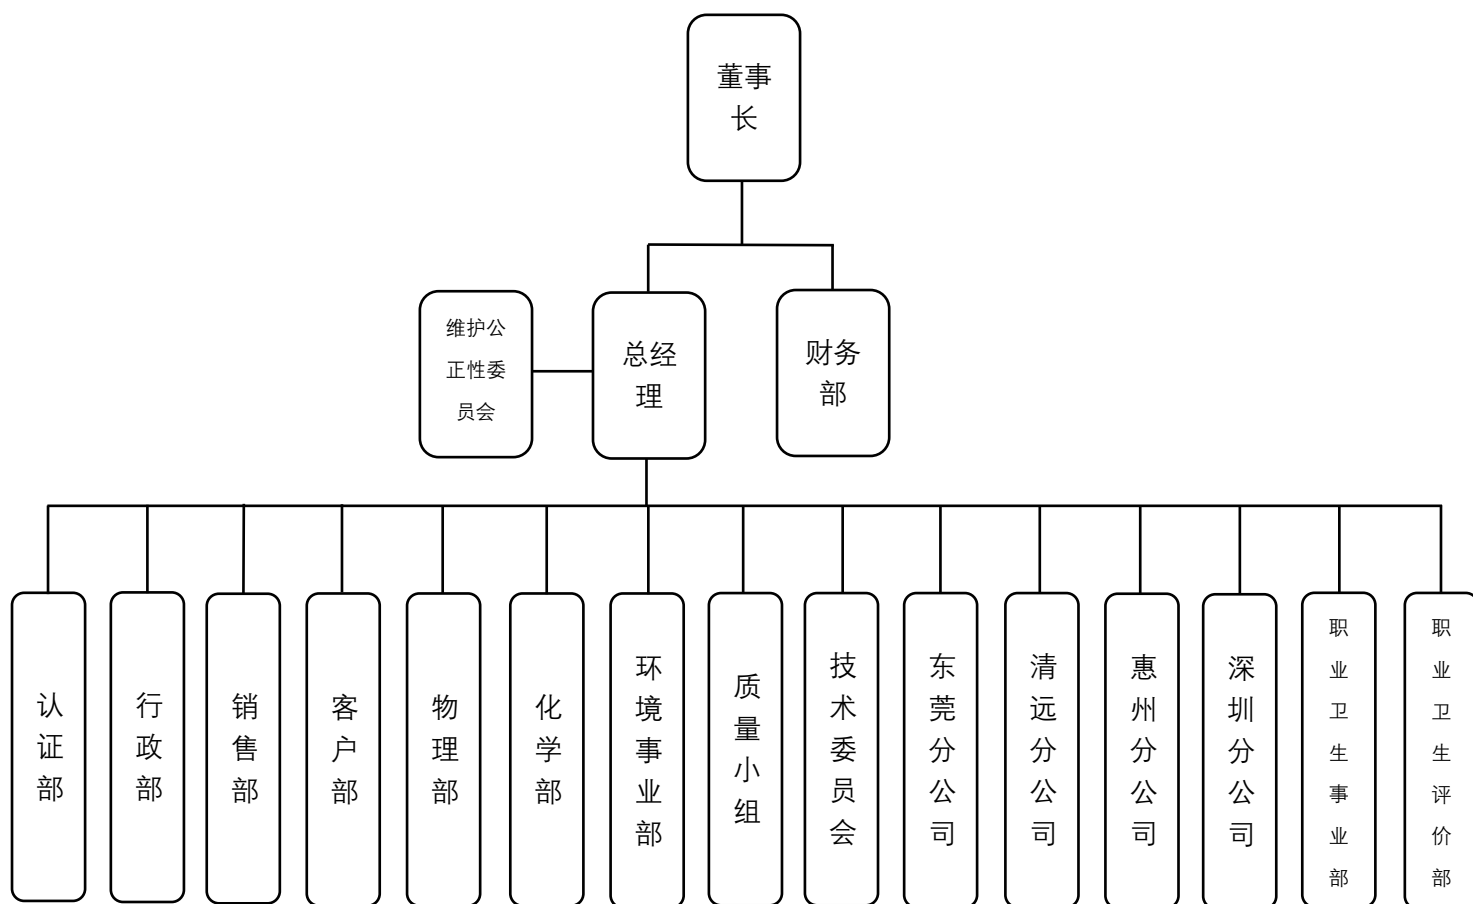 董事
长
维护公
正性委
员会
总经
理
财务
部
认证部
行政部
销售部
客户部
物理部
化学部
环境事业部
质量小组
技术委员会
东莞分公司
清远分公司
惠州分公司
深圳分公司
职业卫生事业部
职业卫生评价部